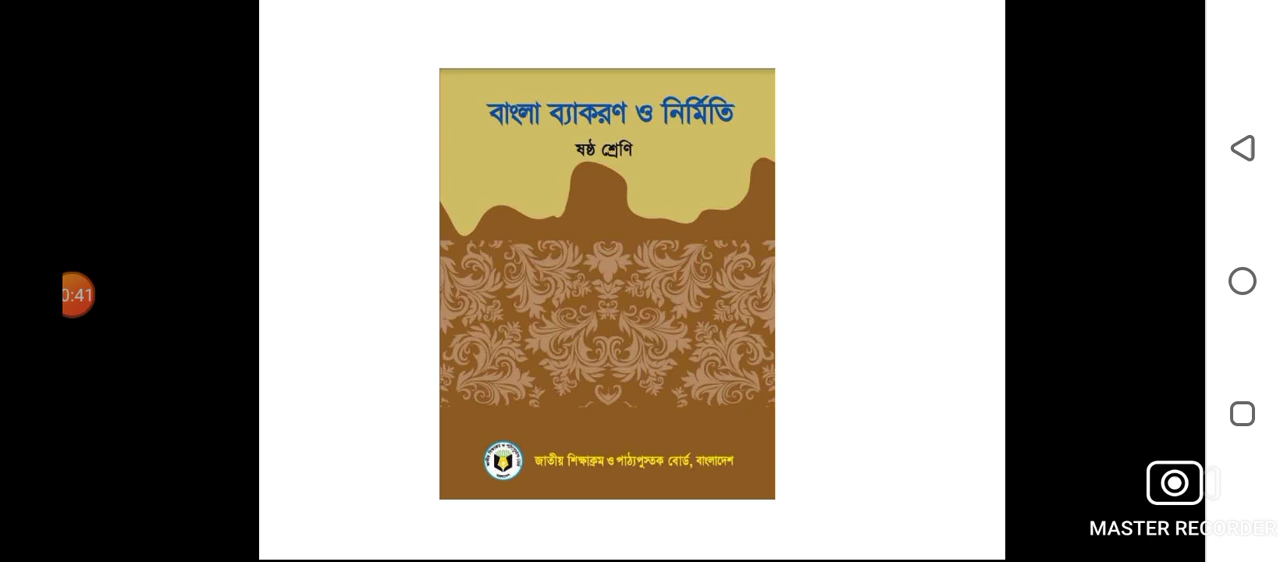 বাংলা ব্যাকরণ ও নির্মিতি
ষষ্ঠ শ্রেণি
0:41
জাতীয় শিক্ষাক্রম ও পাঠ্যপুস্তক বোর্ড, বাংলাদেশ
MASTER RECORDER